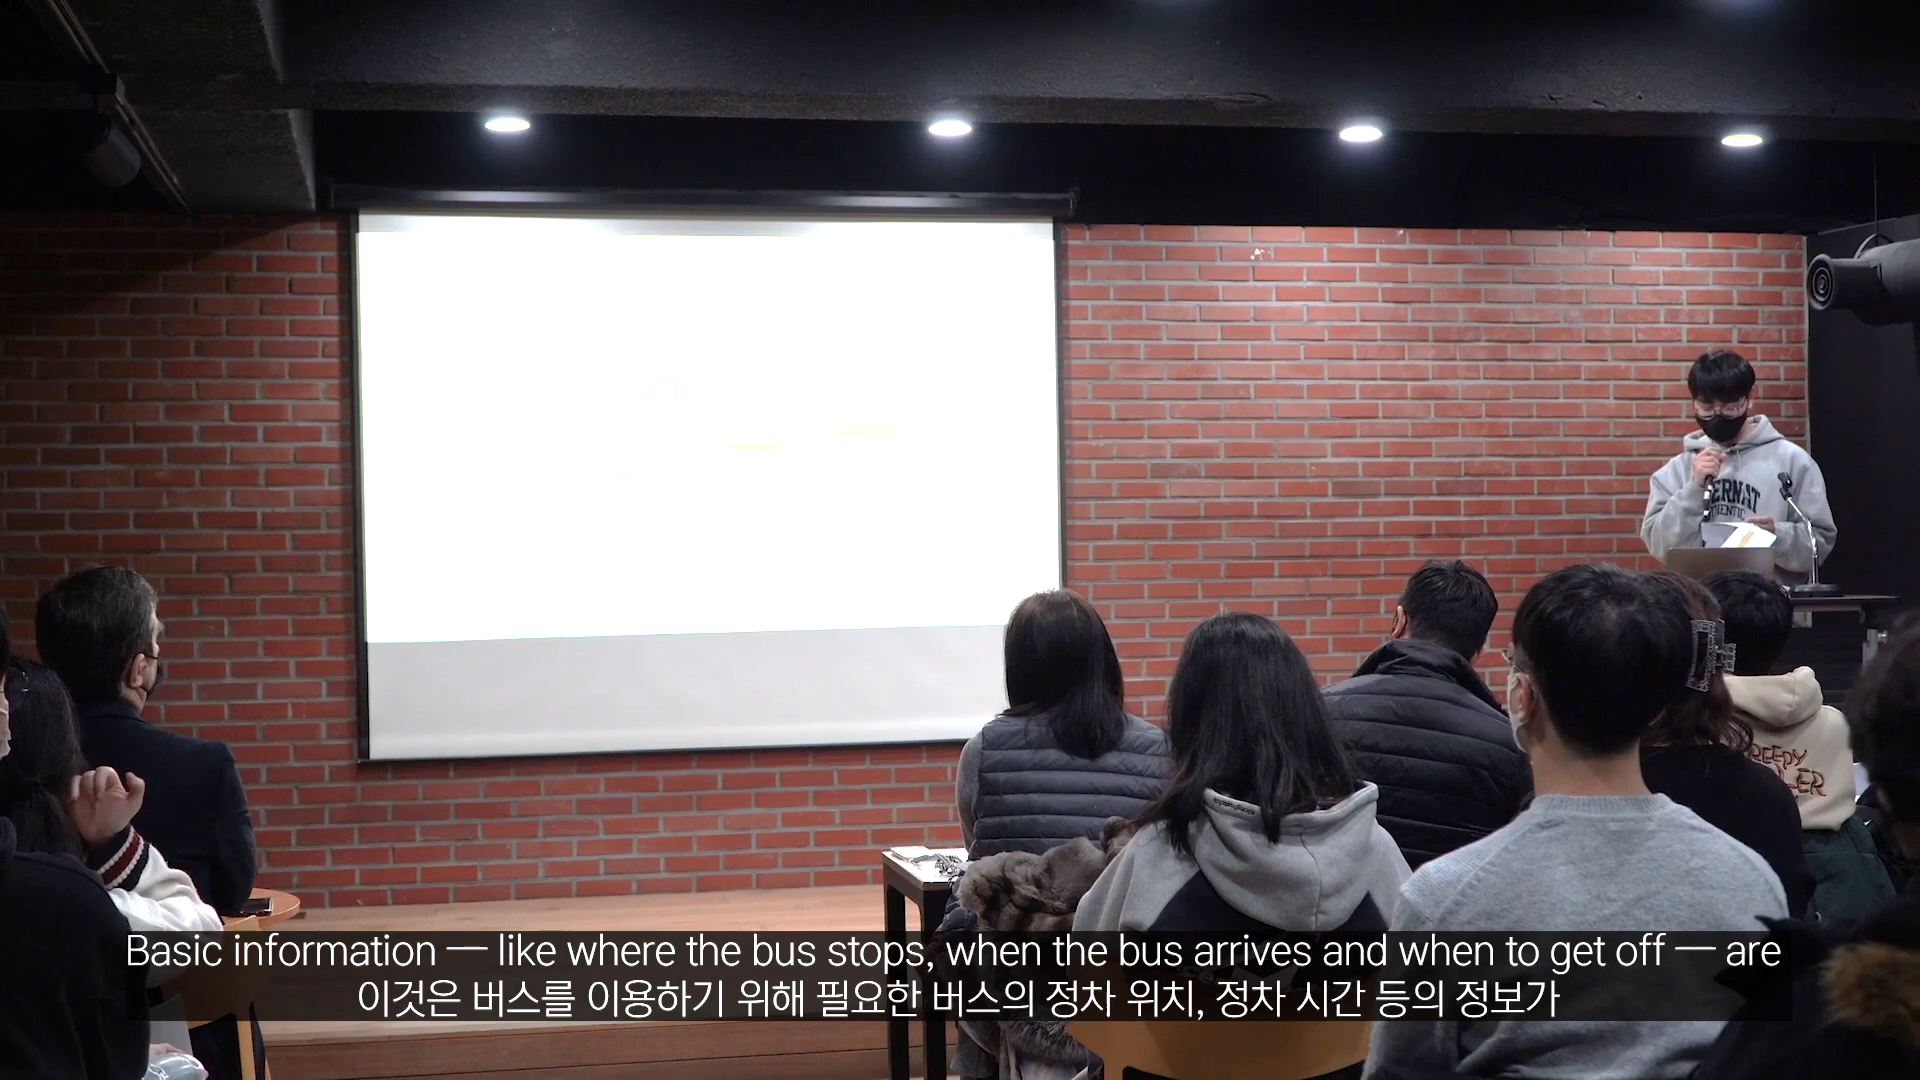 Basic information — like where the bus stops, when the bus arrives and when to get off — are
이것은 버스를 이용하기 위해 필요한 버스의 정차 위치, 정차 시간 등의 정보가